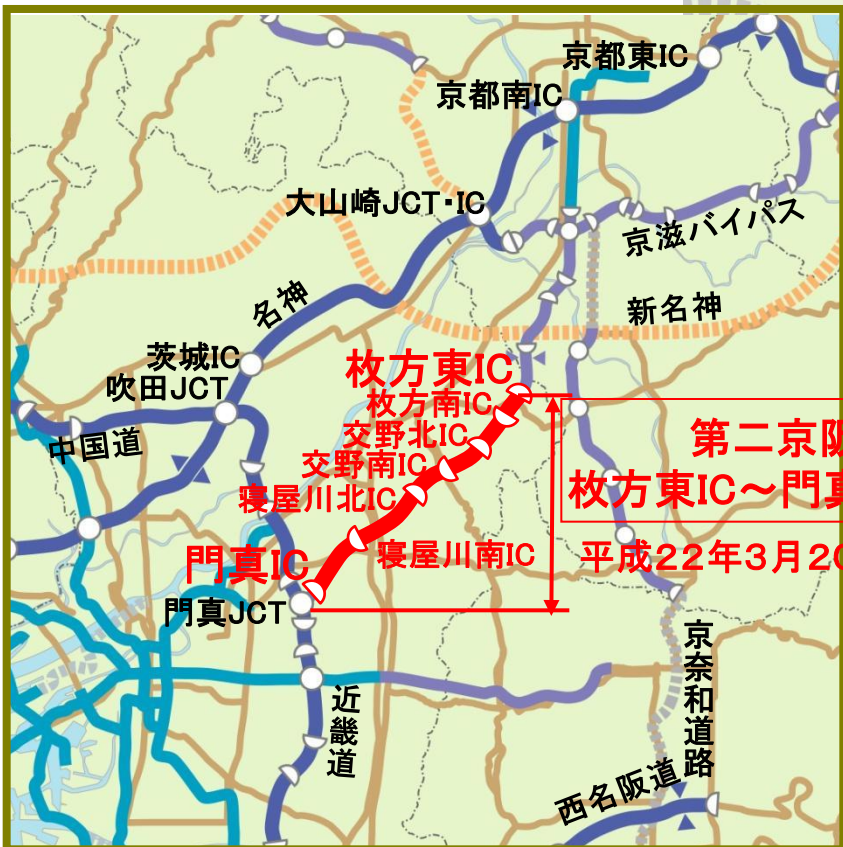 京都東IC
京都南IC
大山崎JCT・IC
京滋バイパス
新名神
名神
茨城IC
吹田JCT
中国道
枚方東IC
枚方南IC
交野北IC
交野南IC
寝屋川北IC
寝屋川南IC
門真IC
門真JCT
第二京阪
枚方東IC～門真
平成22年3月20
京奈和道路
近畿道
西名阪道